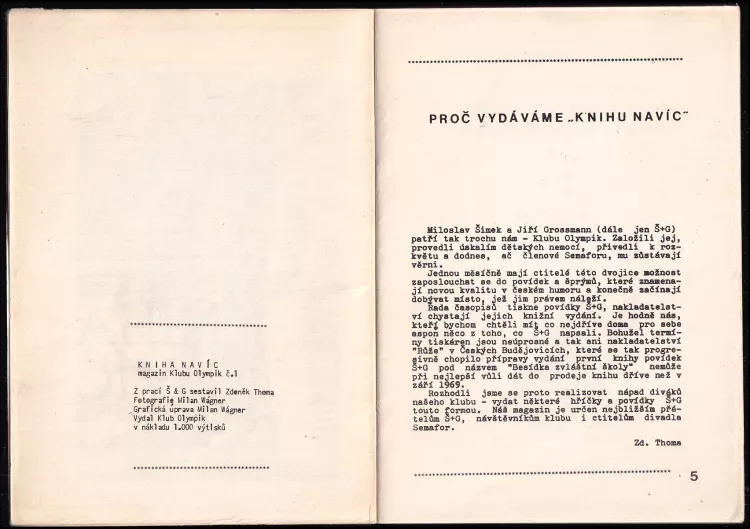 KNIHA NAVÍC
magazin Klubu Olympik č.1
Z prací Š & G sestavil Zdeněk Thoma
Fotografie Milan Wágner
Grafická uprava Milan Wágner
Vydal Klub Olympik
v nákladu 1.000 výtisků
PROČ VYDÁVÁME „KNIHU NAVÍC"
Miloslav Šimek a Jiří Grossmann (dále jen Š+G)
patří tak trochu nám - Klubu Olympik. Založili jej,
provedli úskalím dětských nemocí, přivedli k roz-
květu a dodnes, ač členové Semaforu, mu zůstávají
věrni.
Jednou měsíčně mají ctitelé této dvojice možnost
zaposlouchat se do povídek a šprýmů, které znamena-
jí novou kvalitu v českém humoru a konečně začínají
dobývat místo, jež jim právem náleží.
Řada časopisů tiskne povídky Š+G, nakladatelst-
ví chystají jejich knižní vydání. Je hodně nás,
kteří bychom chtěli mít co nejdříve doma pro sebe
aspon něco z toho, co Š+G napsali. Bohužel termí-
ny tiskáren jsou neúprosné a tak ani nakladatelství
"Růže" v Českých Budějovicích, které se tak progre-
sivně chopilo přípravy vydání první knihy povídek
Š+G pod názvem "Besídka zvláštní školy" nemůže
při nejlepší vůli dát do prodeje knihu dříve než v
září 1969.
Rozhodli jsme se proto realizovat nápad diváků
našeho klubu - vydat některé hříčky a povídky Š+G
touto formou. Náš magazin je určen nejbližším přá-
telům Š+G, návštěvníkům klubu i ctitelům divadla
Semafor.
Zd. Thoma
5